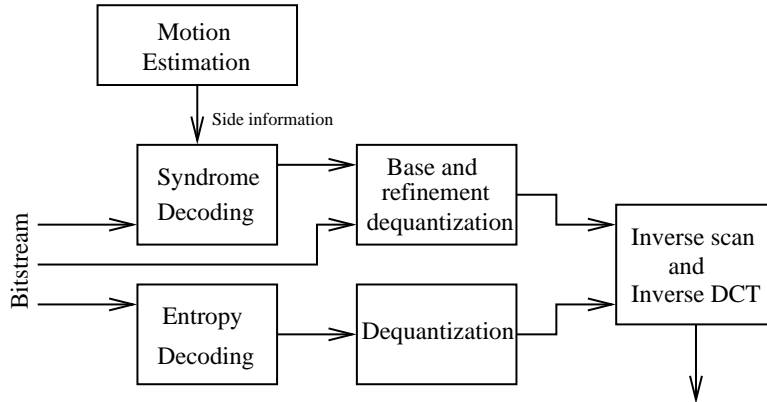 Motion
Estimation
Side information
Syndrome
Decoding
Base and
refinement
dequantization
Bitstream
Inverse scan
and
Inverse DCT
Entropy
Decoding
Dequantization